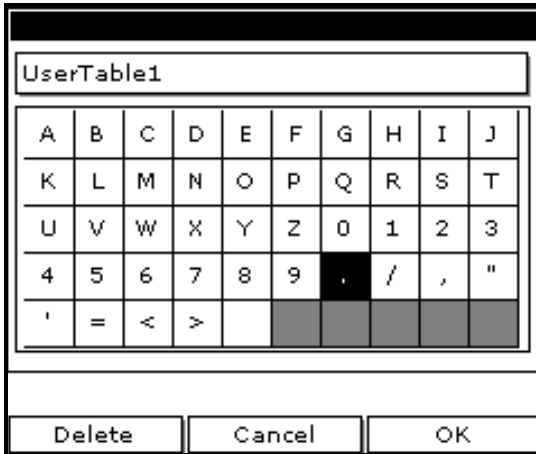 UserTable1
A B C D E F G H I J
K L M N O P Q R S T
U V W X Y Z 0 1 2 3
4 5 6 7 8 9 . / , "
' = < >
Delete Cancel OK